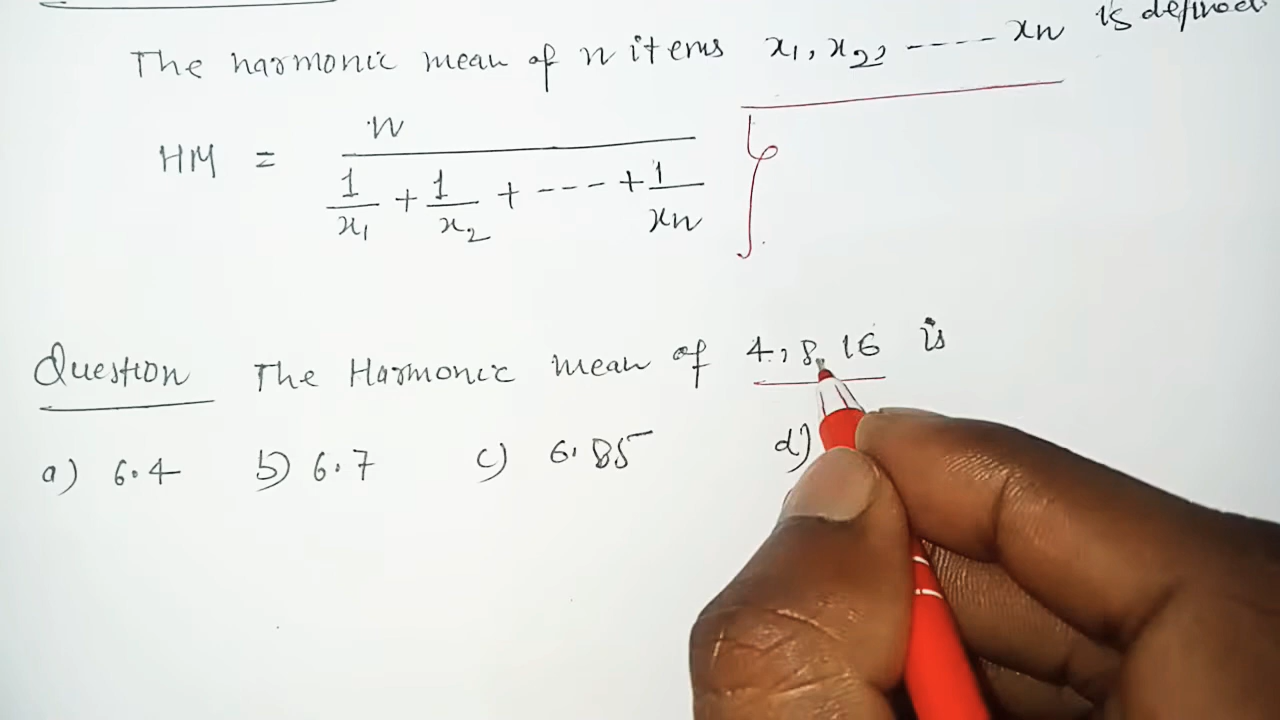 The harmonic mean of n items x₁, x₂, ---- xn is defined
HM = n / (1/x₁ + 1/x₂ + ---- + 1/xn)
Question The Harmonic mean of 4, 8, 16 is
a) 6.4 b) 6.7 c) 6.85 d)